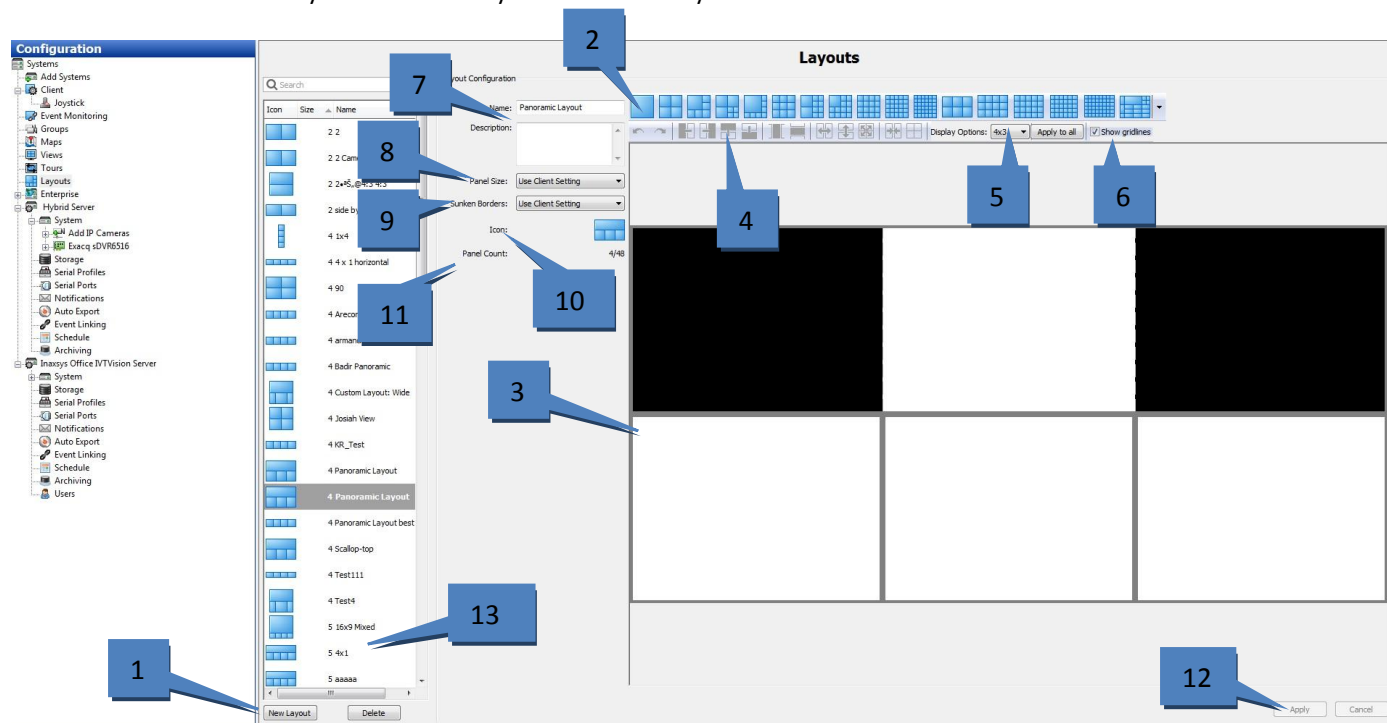 Configuration
Systems
Add Systems
Client
Joystick
Event Monitoring
Groups
Maps
Views
Tours
Layouts
Enterprise
Hybrid Server
System
Add IP Cameras
Exacq sDVR6516
Storage
Serial Profiles
Serial Ports
Notifications
Auto Export
Event Linking
Schedule
Archiving
Inaxsys Office IVTVision Server
System
Storage
Serial Profiles
Serial Ports
Notifications
Auto Export
Event Linking
Schedule
Archiving
Users
Layouts
Search
Icon Size Name
2 2
2 2 Came
2 side by
4 1x4
4 4 x 1 horizontal
4 90
4 Arecon
4 arman
4 Badir Panoramic
4 Custom Layout: Wide
4 Josiah View
4 KR_Test
4 Panoramic Layout
4 Panoramic Layout
4 Panoramic Layout best
4 Scallop-top
4 Test111
4 Test4
5 16x9 Mixed
5 4x1
5 aaaaa
New Layout Delete
yout Configuration
Name: Panoramic Layout
Description:
Panel Size: Use Client Setting
Sunken Borders: Use Client Setting
Icon:
Panel Count: 4/48
Display Options: 4x3 Apply to all Show gridlines
Apply Cancel
1
2
3
4
5
6
7
8
9
10
11
12
13